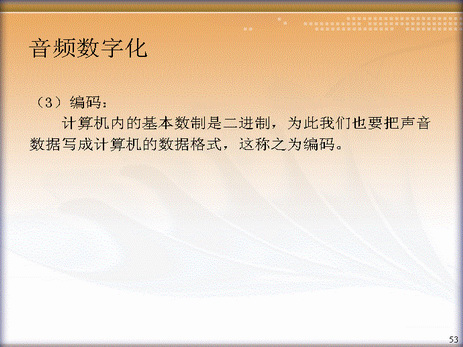 音频数字化
（3）编码：
计算机内的基本数制是二进制，为此我们也要把声音
数据写成计算机的数据格式，这称之为编码。
53